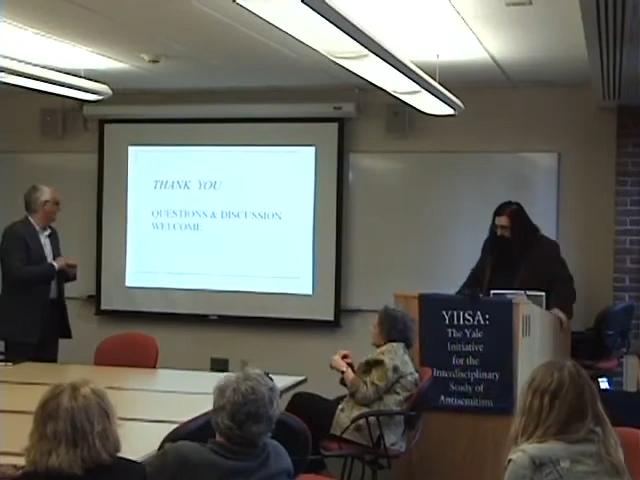 THANK YOU
QUESTIONS & DISCUSSION
WELCOME
YIISA:
The Yale
Initiative
for the
Interdisciplinary
Study of
Antisemitism